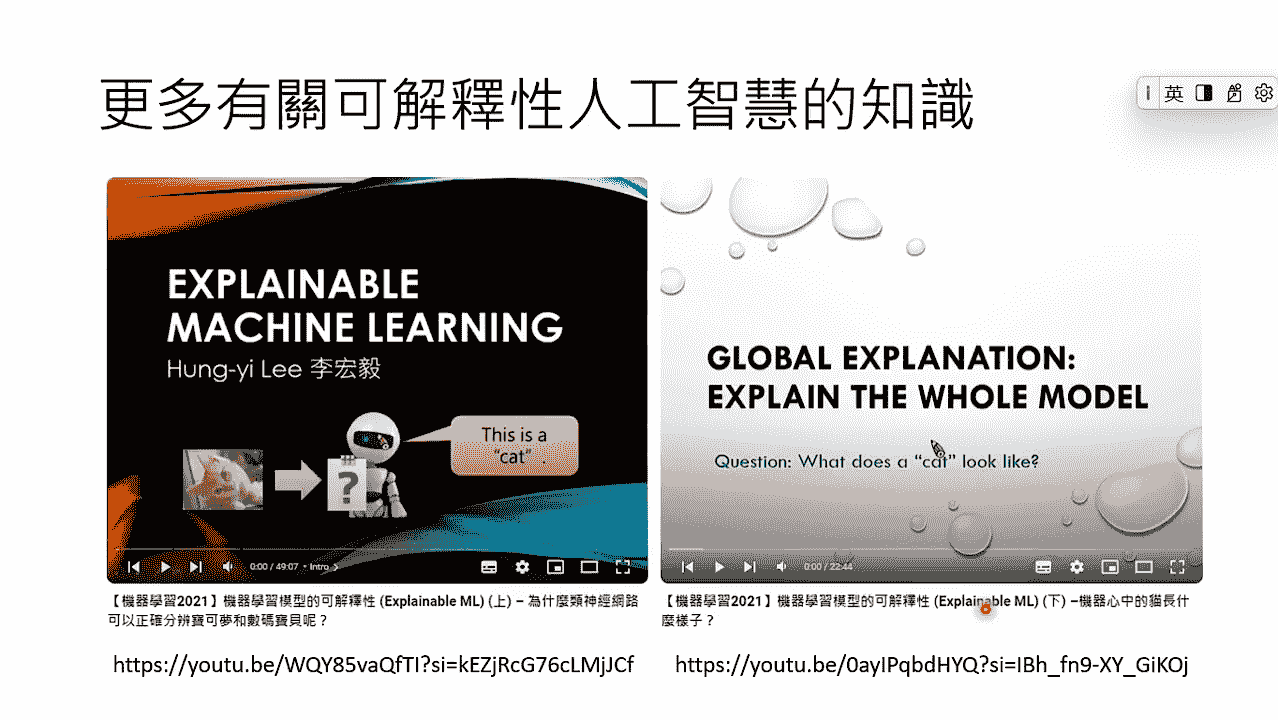 更多有關可解釋性人工智慧的知識
英
EXPLAINABLE
MACHINE LEARNING
Hung-yi Lee 李宏毅
This is a
“cat” .
?
0:00 / 49:07 • Intro >
【機器學習2021】機器學習模型的可解釋性 (Explainable ML) (上) – 為什麼類神經網路
可以正確分辨寶可夢和數碼寶貝呢？
https://youtu.be/WQY85vaQfTI?si=kEZjRcG76cLMjJCf
GLOBAL EXPLANATION:
EXPLAIN THE WHOLE MODEL
Question: What does a “cat” look like?
0:00 / 22:44
【機器學習2021】機器學習模型的可解釋性 (Explainable ML) (下) –機器心中的貓長什
麼樣子？
https://youtu.be/0ayIPqbdHYQ?si=IBh_fn9-XY_GiKOj